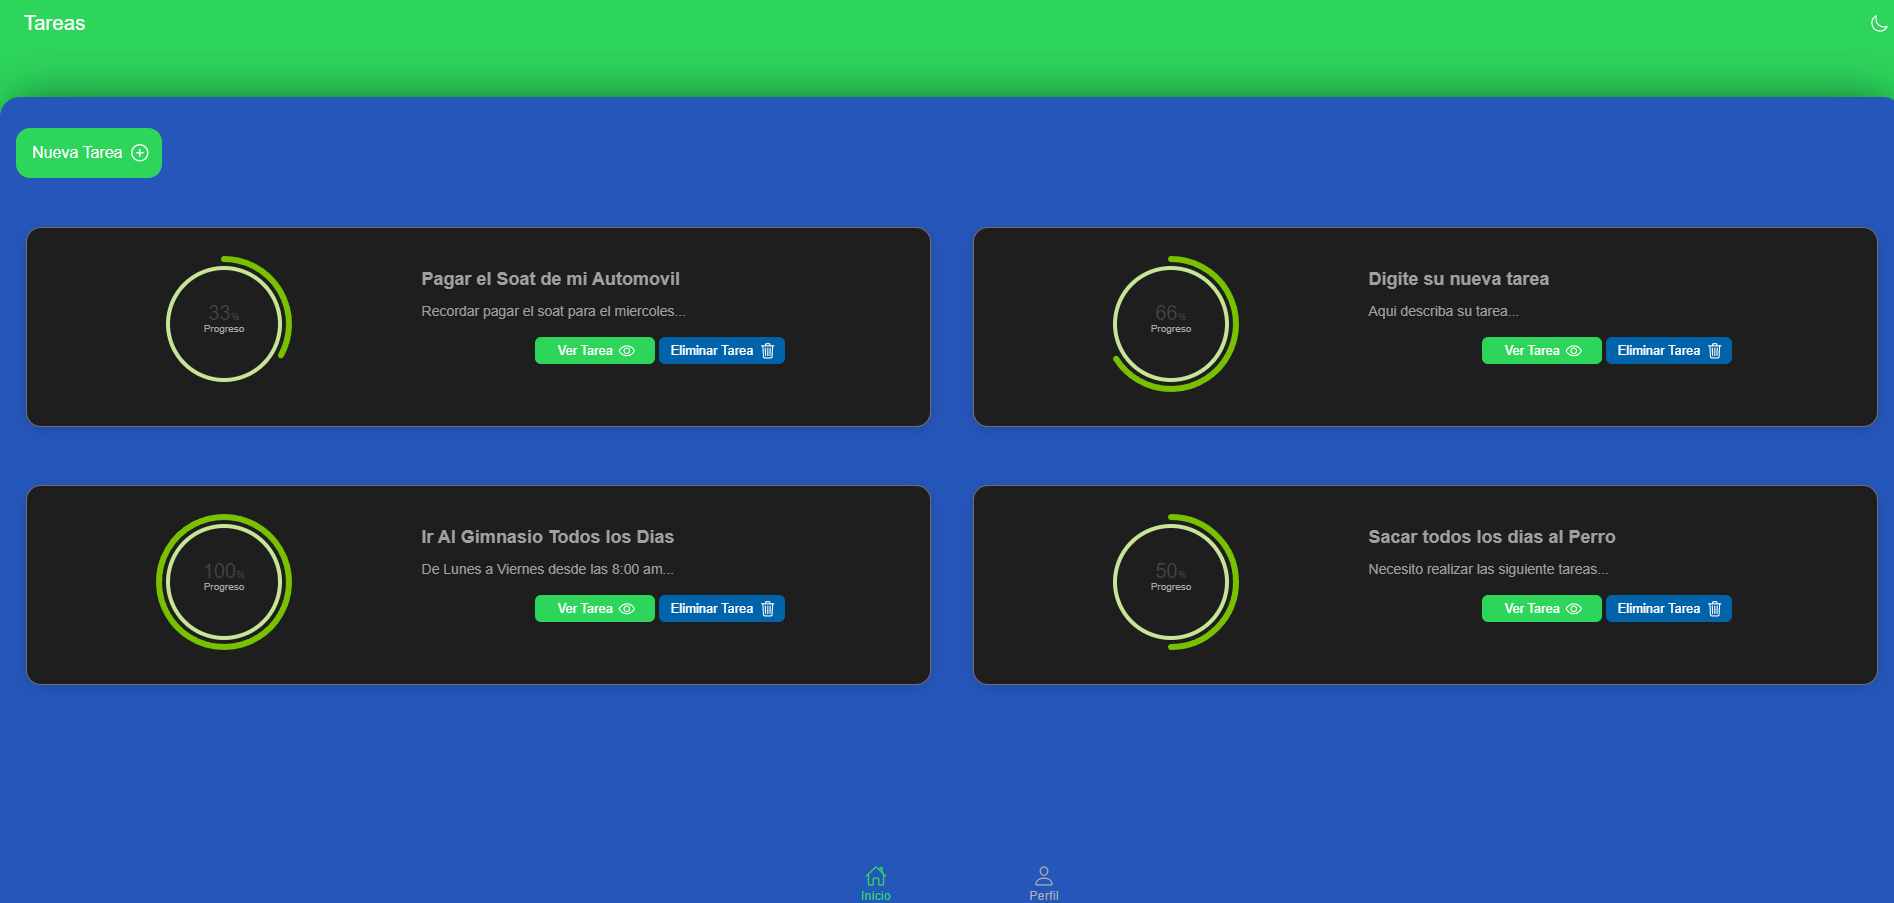 Tareas
Nueva Tarea
33%
Progreso
Pagar el Soat de mi Automovil
Recordar pagar el soat para el miercoles...
Ver Tarea
Eliminar Tarea
66%
Progreso
Digite su nueva tarea
Aqui describa su tarea...
Ver Tarea
Eliminar Tarea
100%
Progreso
Ir Al Gimnasio Todos los Dias
De Lunes a Viernes desde las 8:00 am...
Ver Tarea
Eliminar Tarea
50%
Progreso
Sacar todos los dias al Perro
Necesito realizar las siguiente tareas...
Ver Tarea
Eliminar Tarea
Inicio
Perfil